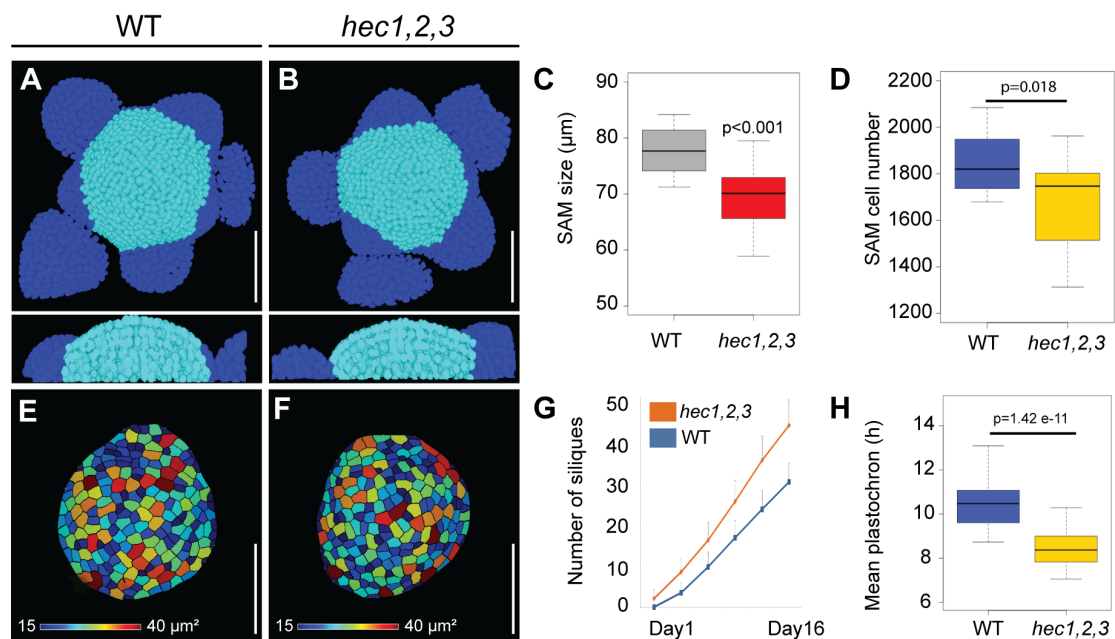 WT
hec1,2,3
A
B
C
SAM size (µm)
90
80
70
60
50
p<0.001
WT
hec1,2,3
D
SAM cell number
2200
2000
1800
1600
1400
1200
p=0.018
WT
hec1,2,3
E
15
40 µm²
F
15
40 µm²
G
Number of siliques
50
40
30
20
10
0
hec1,2,3
WT
Day1
Day16
H
Mean plastochron (h)
14
12
10
8
6
p=1.42 e-11
WT
hec1,2,3